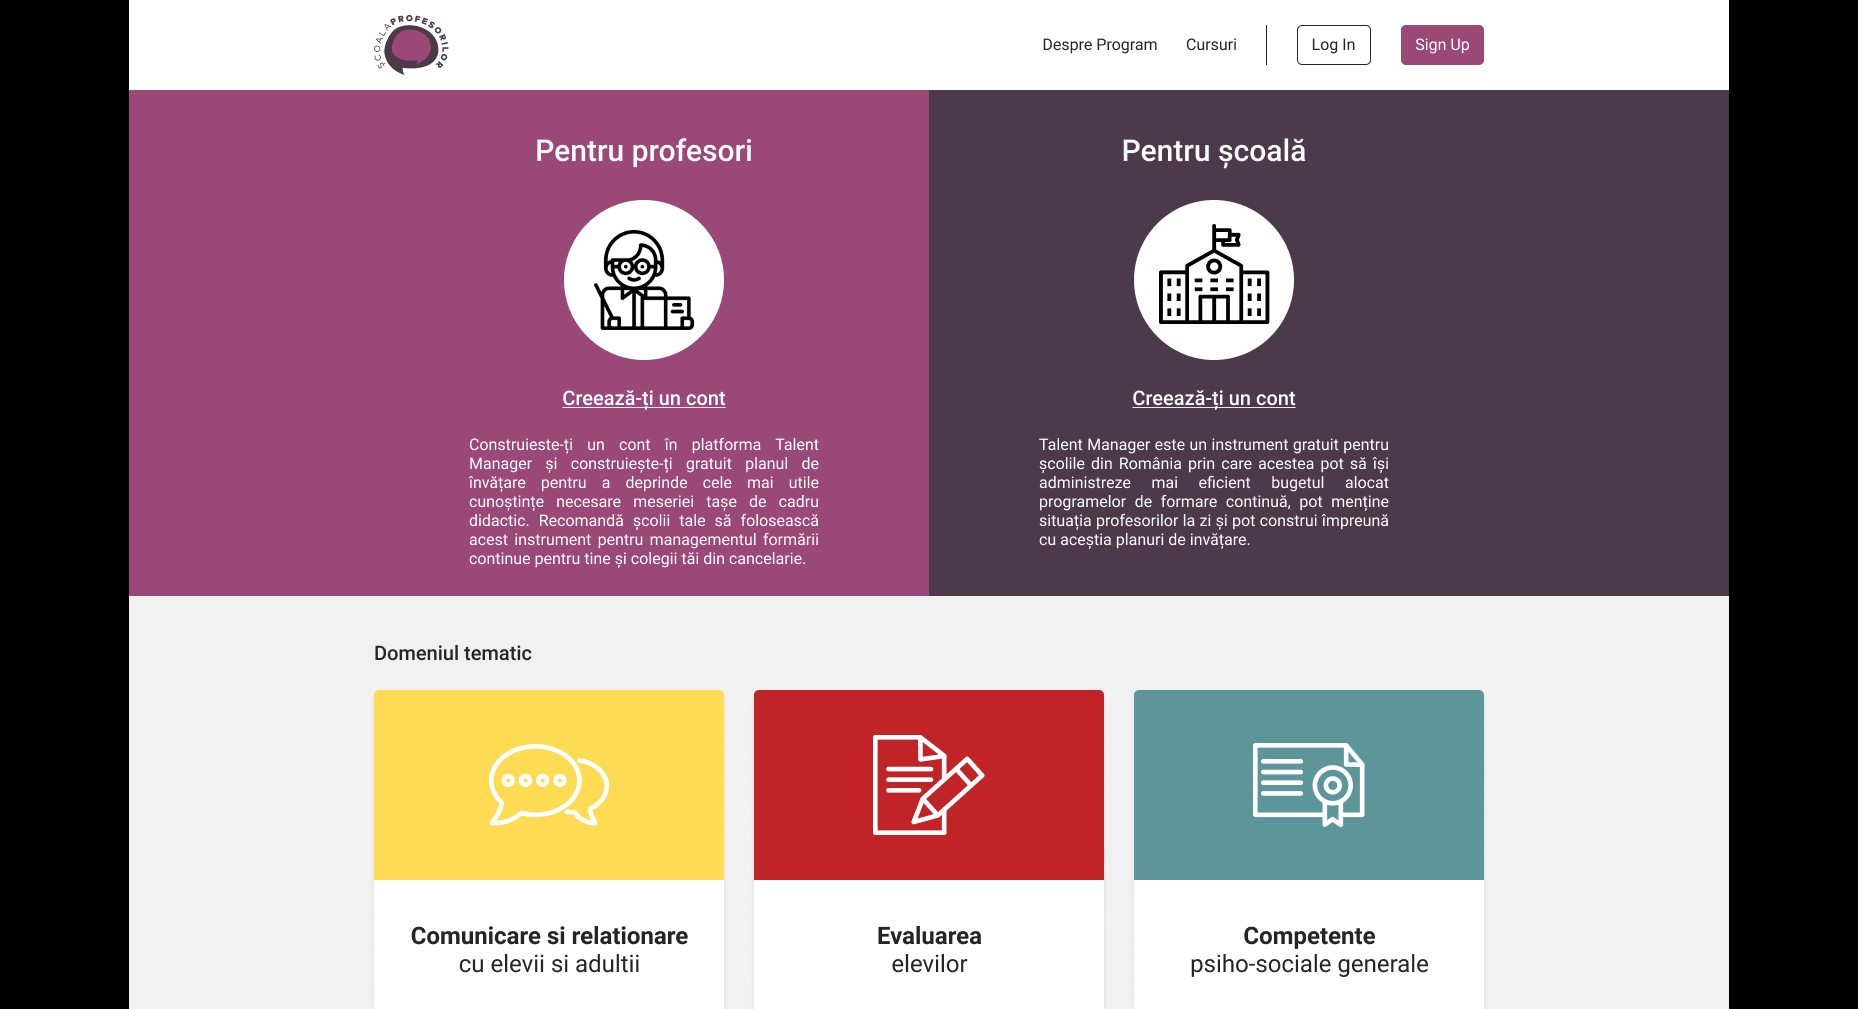 ȘCOALAPROFESORILOR
Despre Program
Cursuri
Log In
Sign Up
Pentru profesori
Creează-ți un cont
Construieste-ți un cont în platforma Talent
Manager și construiește-ți gratuit planul de
învățare pentru a deprinde cele mai utile
cunoștințe necesare meseriei tașe de cadru
didactic. Recomandă școlii tale să folosească
acest instrument pentru managementul formării
continue pentru tine și colegii tăi din cancelarie.
Pentru școală
Creează-ți un cont
Talent Manager este un instrument gratuit pentru
școlile din România prin care acestea pot să își
administreze mai eficient bugetul alocat
programelor de formare continuă, pot menține
situația profesorilor la zi și pot construi împreună
cu aceștia planuri de invățare.
Domeniul tematic
Comunicare si relationare
cu elevii si adultii
Evaluarea
elevilor
Competente
psiho-sociale generale